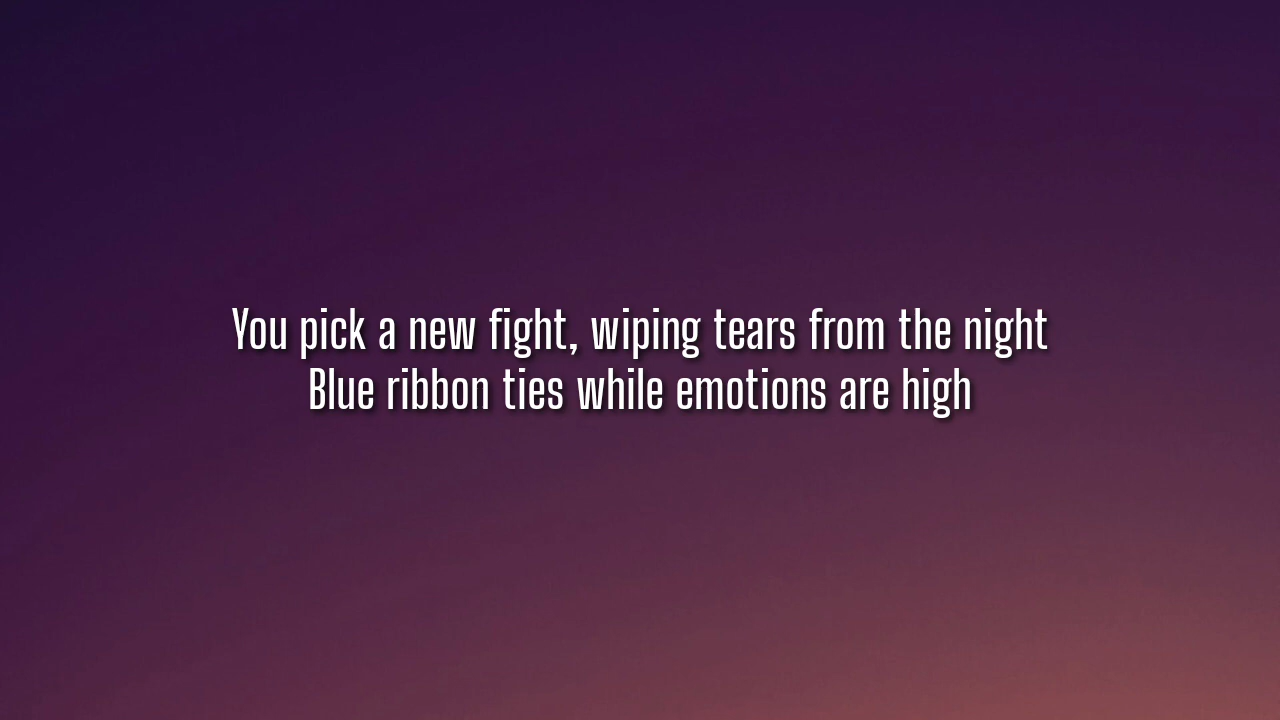 You pick a new fight, wiping tears from the night
Blue ribbon ties while emotions are high